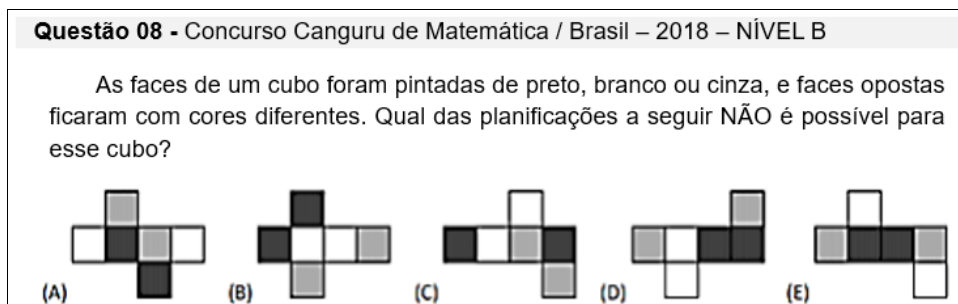 Questão 08 - Concurso Canguru de Matemática / Brasil – 2018 – NÍVEL B
As faces de um cubo foram pintadas de preto, branco ou cinza, e faces opostas
ficaram com cores diferentes. Qual das planificações a seguir NÃO é possível para
esse cubo?
(A) (B) (C) (D) (E)